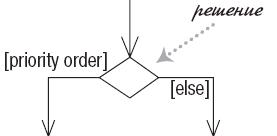 решение
[priority order]
[else]